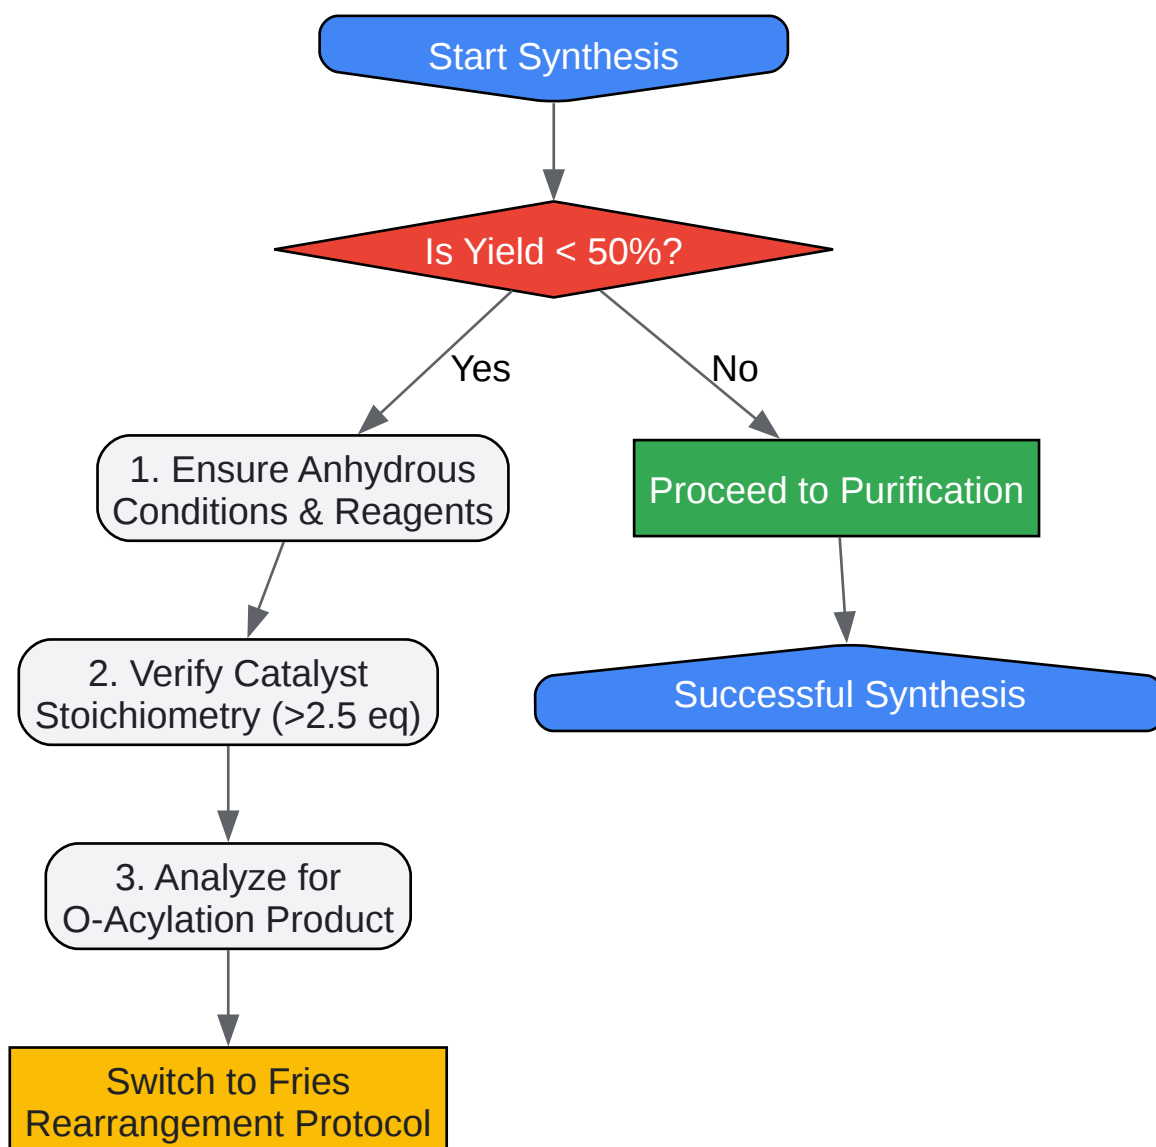 Start Synthesis
Is Yield < 50%?
Yes
No
1. Ensure Anhydrous
Conditions & Reagents
Proceed to Purification
2. Verify Catalyst
Stoichiometry (>2.5 eq)
Successful Synthesis
3. Analyze for
O-Acylation Product
Switch to Fries
Rearrangement Protocol